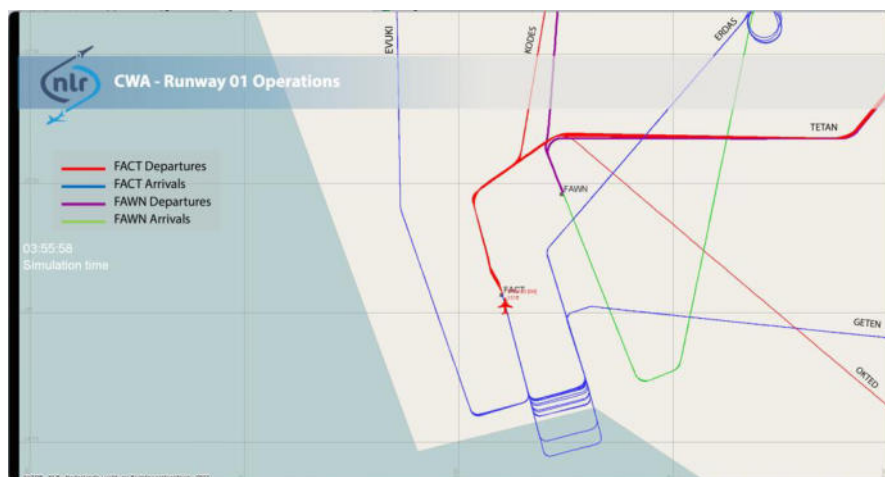 EVUKI
KODES
ERDAS
nlr
CWA - Runway 01 Operations
TETAN
FACT Departures
FACT Arrivals
FAWN Departures
FAWN Arrivals
FAWN
03:55:58
Simulation time
FACT
GETEN
OKTED